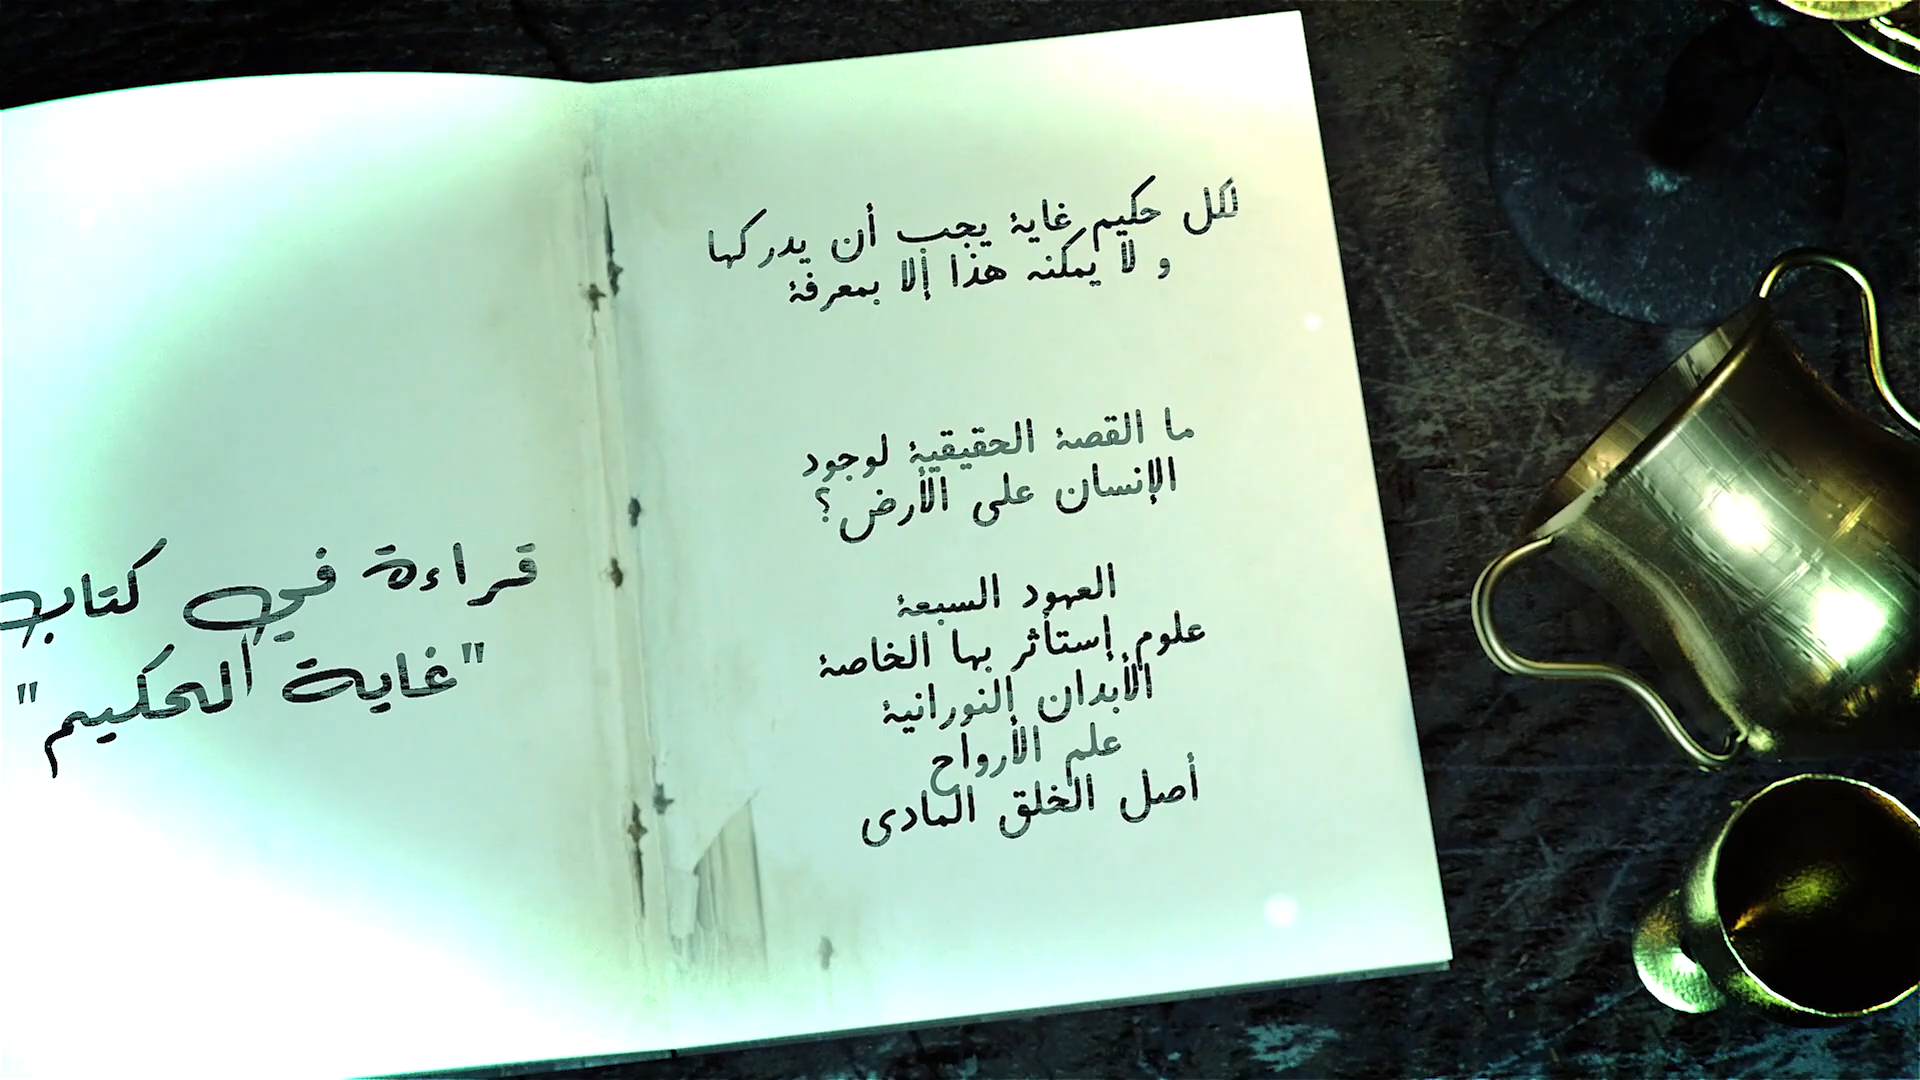 قراءة في كتاب
"غاية الحكيم"
لكل حكيم غاية يجب أن يدركها
و لا يمكنه هذا إلا بمعرفة
ما القصة الحقيقية لوجود
الإنسان على الأرض؟
العهود السبعة
علوم إستأثر بها الخاصة
الأبدان النورانية
علم الأرواح
أصل الخلق المادى